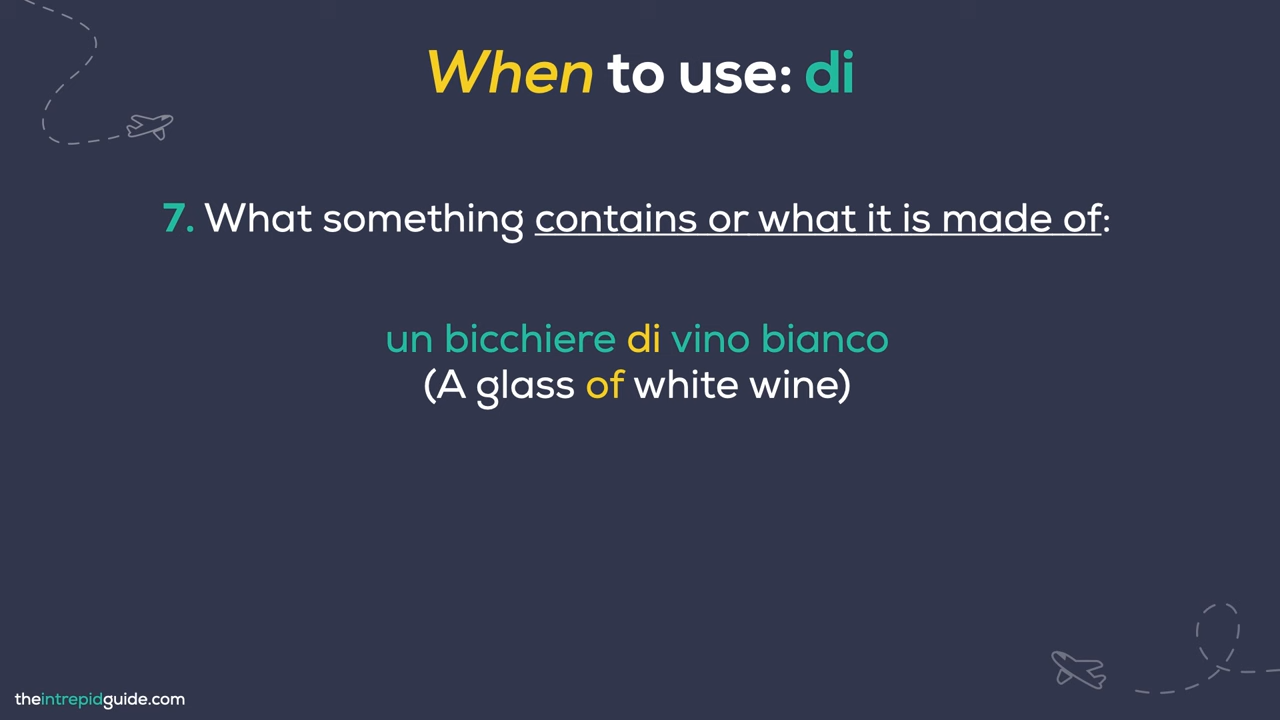 When to use: di
7. What something contains or what it is made of:
un bicchiere di vino bianco
(A glass of white wine)
theintrepidguide.com